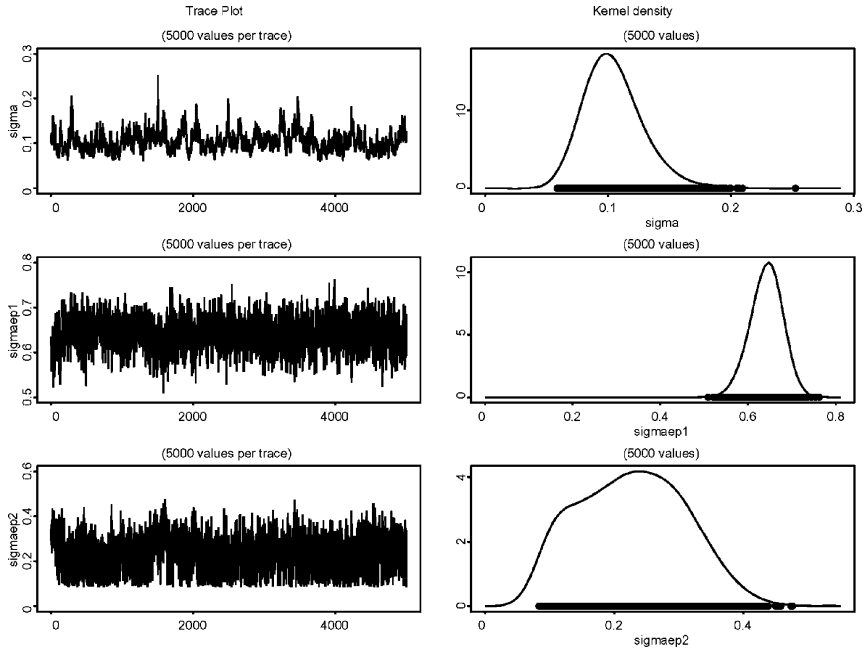 Trace Plot
Kernel density
(5000 values per trace)
(5000 values)
sigma
0.3
0.2
0.1
0
0 2000 4000
10
0
0 0.1 0.2 0.3
sigma
(5000 values per trace)
(5000 values)
sigmaep1
0.8
0.7
0.6
0.5
0 2000 4000
10
5
0
0 0.2 0.4 0.6 0.8
sigmaep1
(5000 values per trace)
(5000 values)
sigmaep2
0.6
0.4
0.2
0
0 2000 4000
4
2
0
0 0.2 0.4
sigmaep2